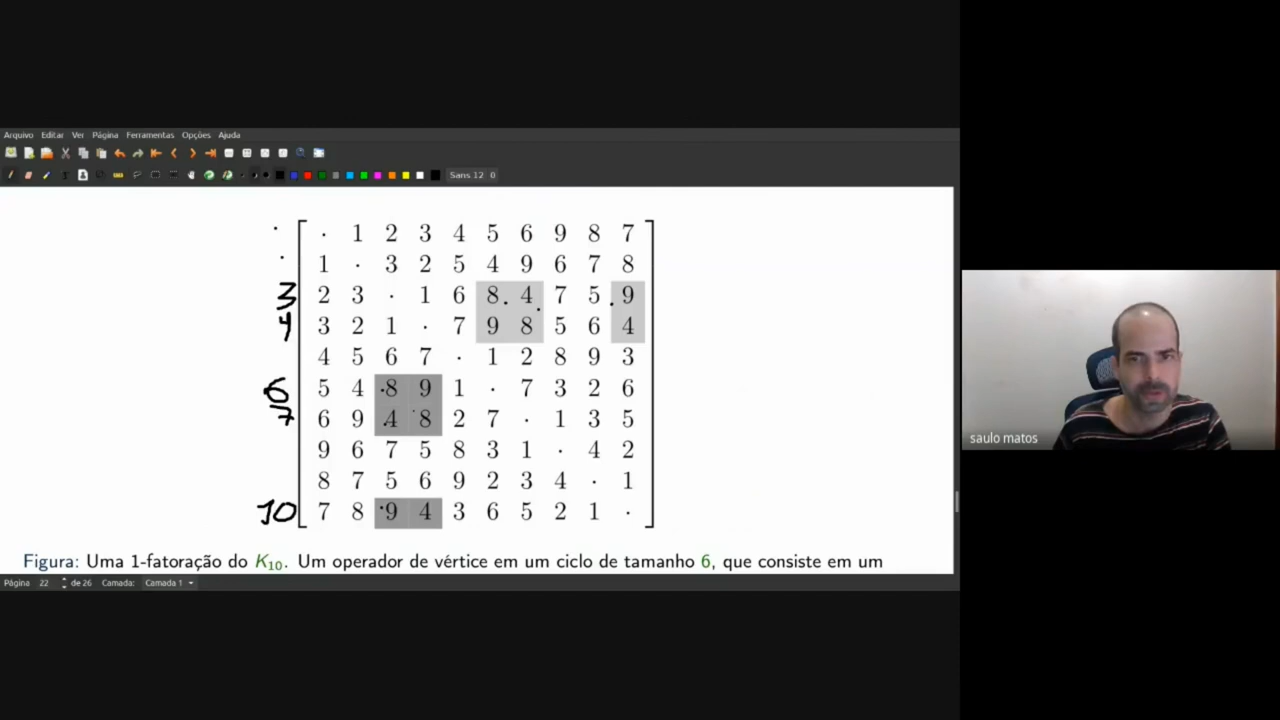 Arquivo Editar Ver Página Ferramentas Opções Ajuda
Sans 12 0
· 1 2 3 4 5 6 9 8 7
1 · 3 2 5 4 9 6 7 8
3 2 3 · 1 6 8 4 7 5 9
4 3 2 1 · 7 9 8 5 6 4
4 5 6 7 · 1 2 8 9 3
6 5 4 8 9 1 · 7 3 2 6
7 6 9 4 8 2 7 · 1 3 5
9 6 7 5 8 3 1 · 4 2
8 7 5 6 9 2 3 4 · 1
10 7 8 9 4 3 6 5 2 1 ·
Figura: Uma 1-fatoração do K10. Um operador de vértice em um ciclo de tamanho 6, que consiste em um
Página 22 de 26 Camada: Camada 1
saulo matos